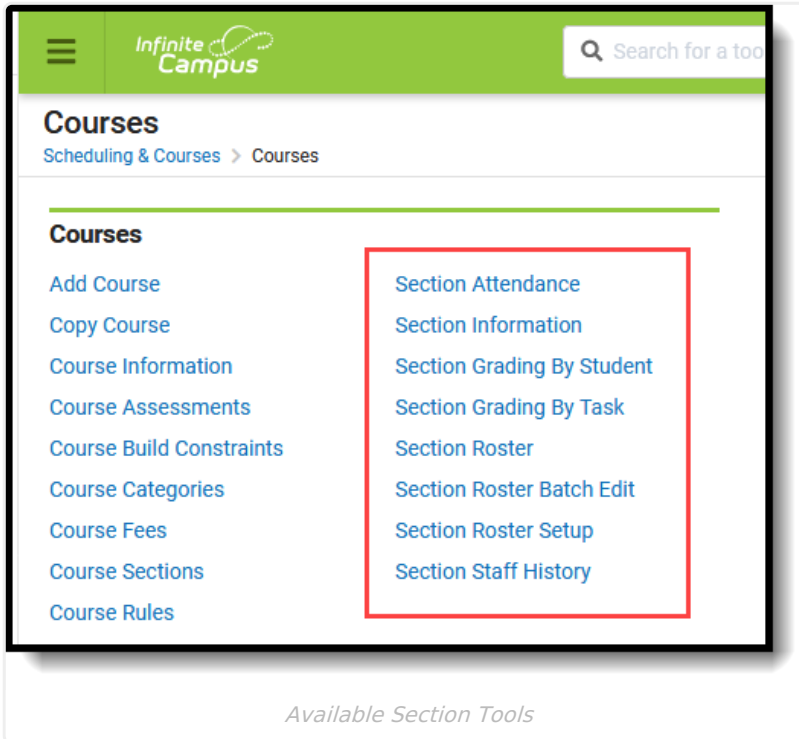 Infinite
Campus
Search for a too
Courses
Scheduling & Courses > Courses
Courses
Add Course
Copy Course
Course Information
Course Assessments
Course Build Constraints
Course Categories
Course Fees
Course Sections
Course Rules
Section Attendance
Section Information
Section Grading By Student
Section Grading By Task
Section Roster
Section Roster Batch Edit
Section Roster Setup
Section Staff History
Available Section Tools